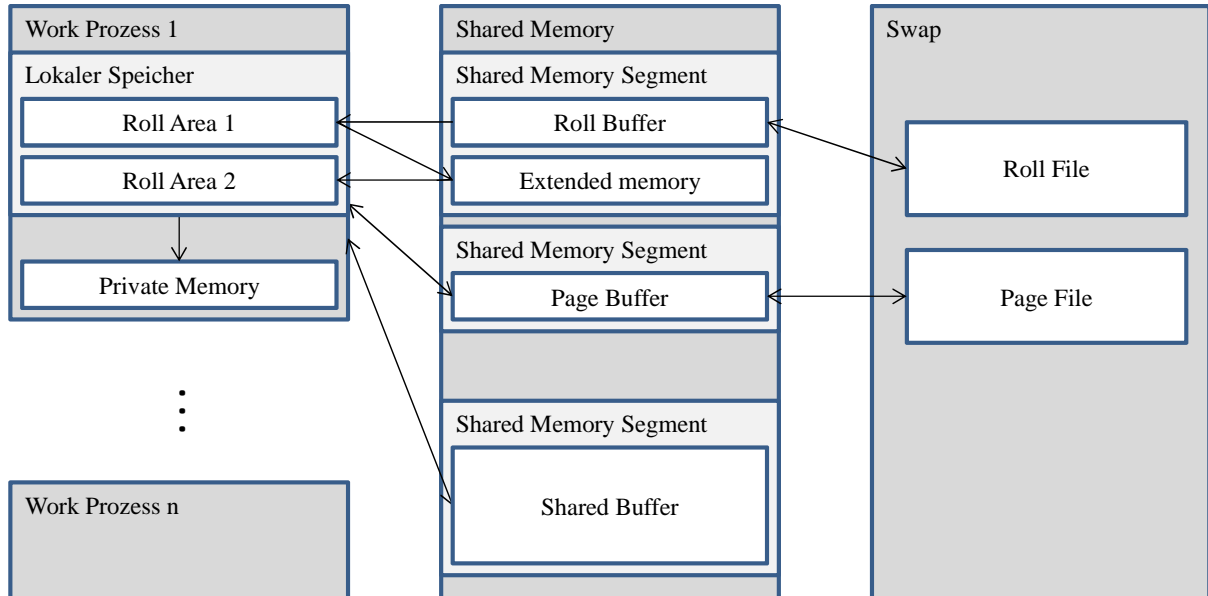 Work Prozess 1
Lokaler Speicher
Roll Area 1
Roll Area 2
Private Memory
Work Prozess n
Shared Memory
Shared Memory Segment
Roll Buffer
Extended memory
Shared Memory Segment
Page Buffer
Shared Memory Segment
Shared Buffer
Swap
Roll File
Page File